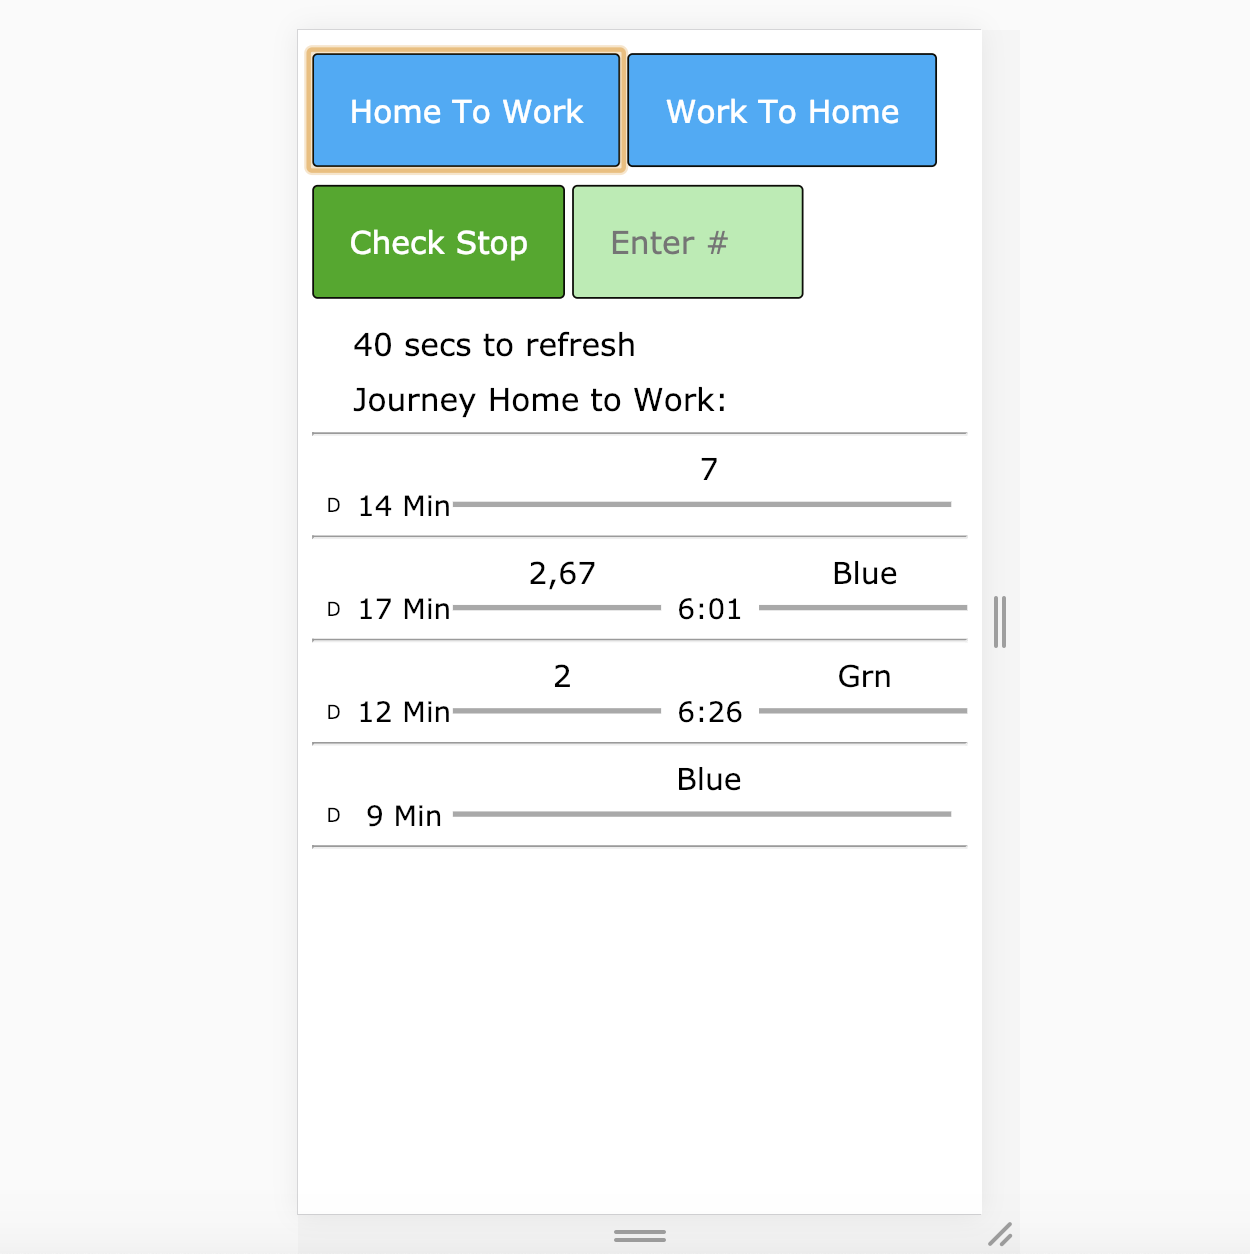 Home To Work Work To Home
Check Stop Enter #
40 secs to refresh
Journey Home to Work:
7
D 14 Min
2,67 Blue
D 17 Min 6:01
2 Grn
D 12 Min 6:26
Blue
D 9 Min